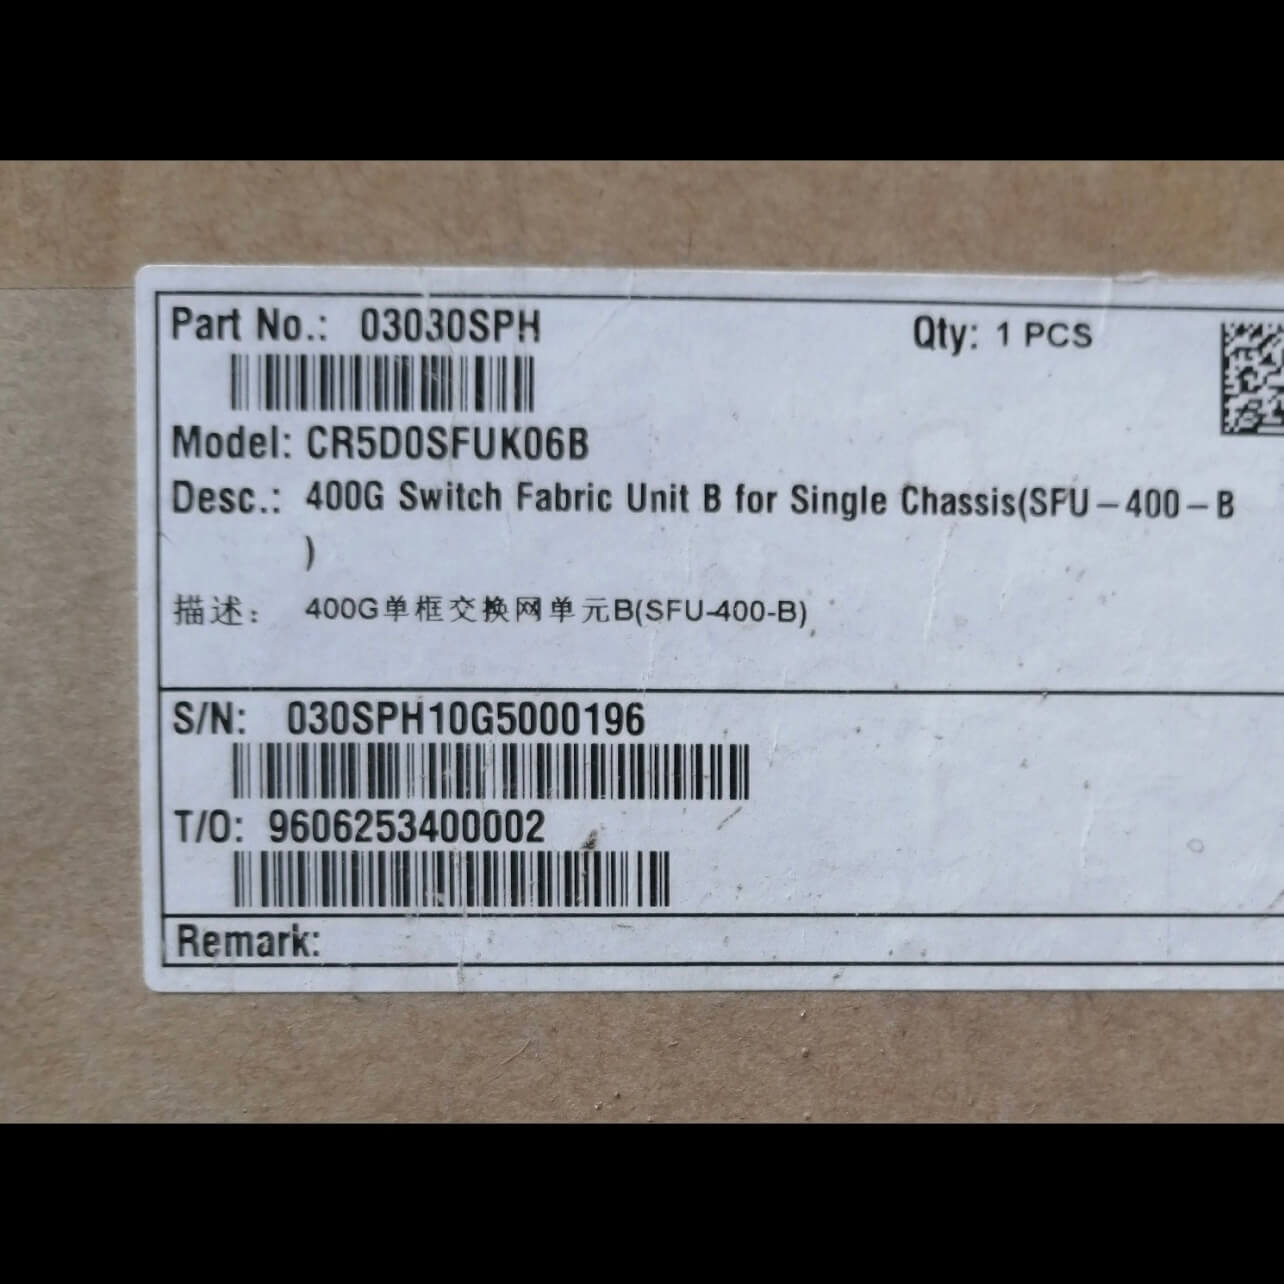 Part No.: 03030SPH
Qty: 1 PCS
Model: CR5D0SFUK06B
Desc.: 400G Switch Fabric Unit B for Single Chassis(SFU-400-B
)
描述: 400G单框交换网单元B(SFU-400-B)
S/N: 030SPH10G5000196
T/O: 9606253400002
Remark: